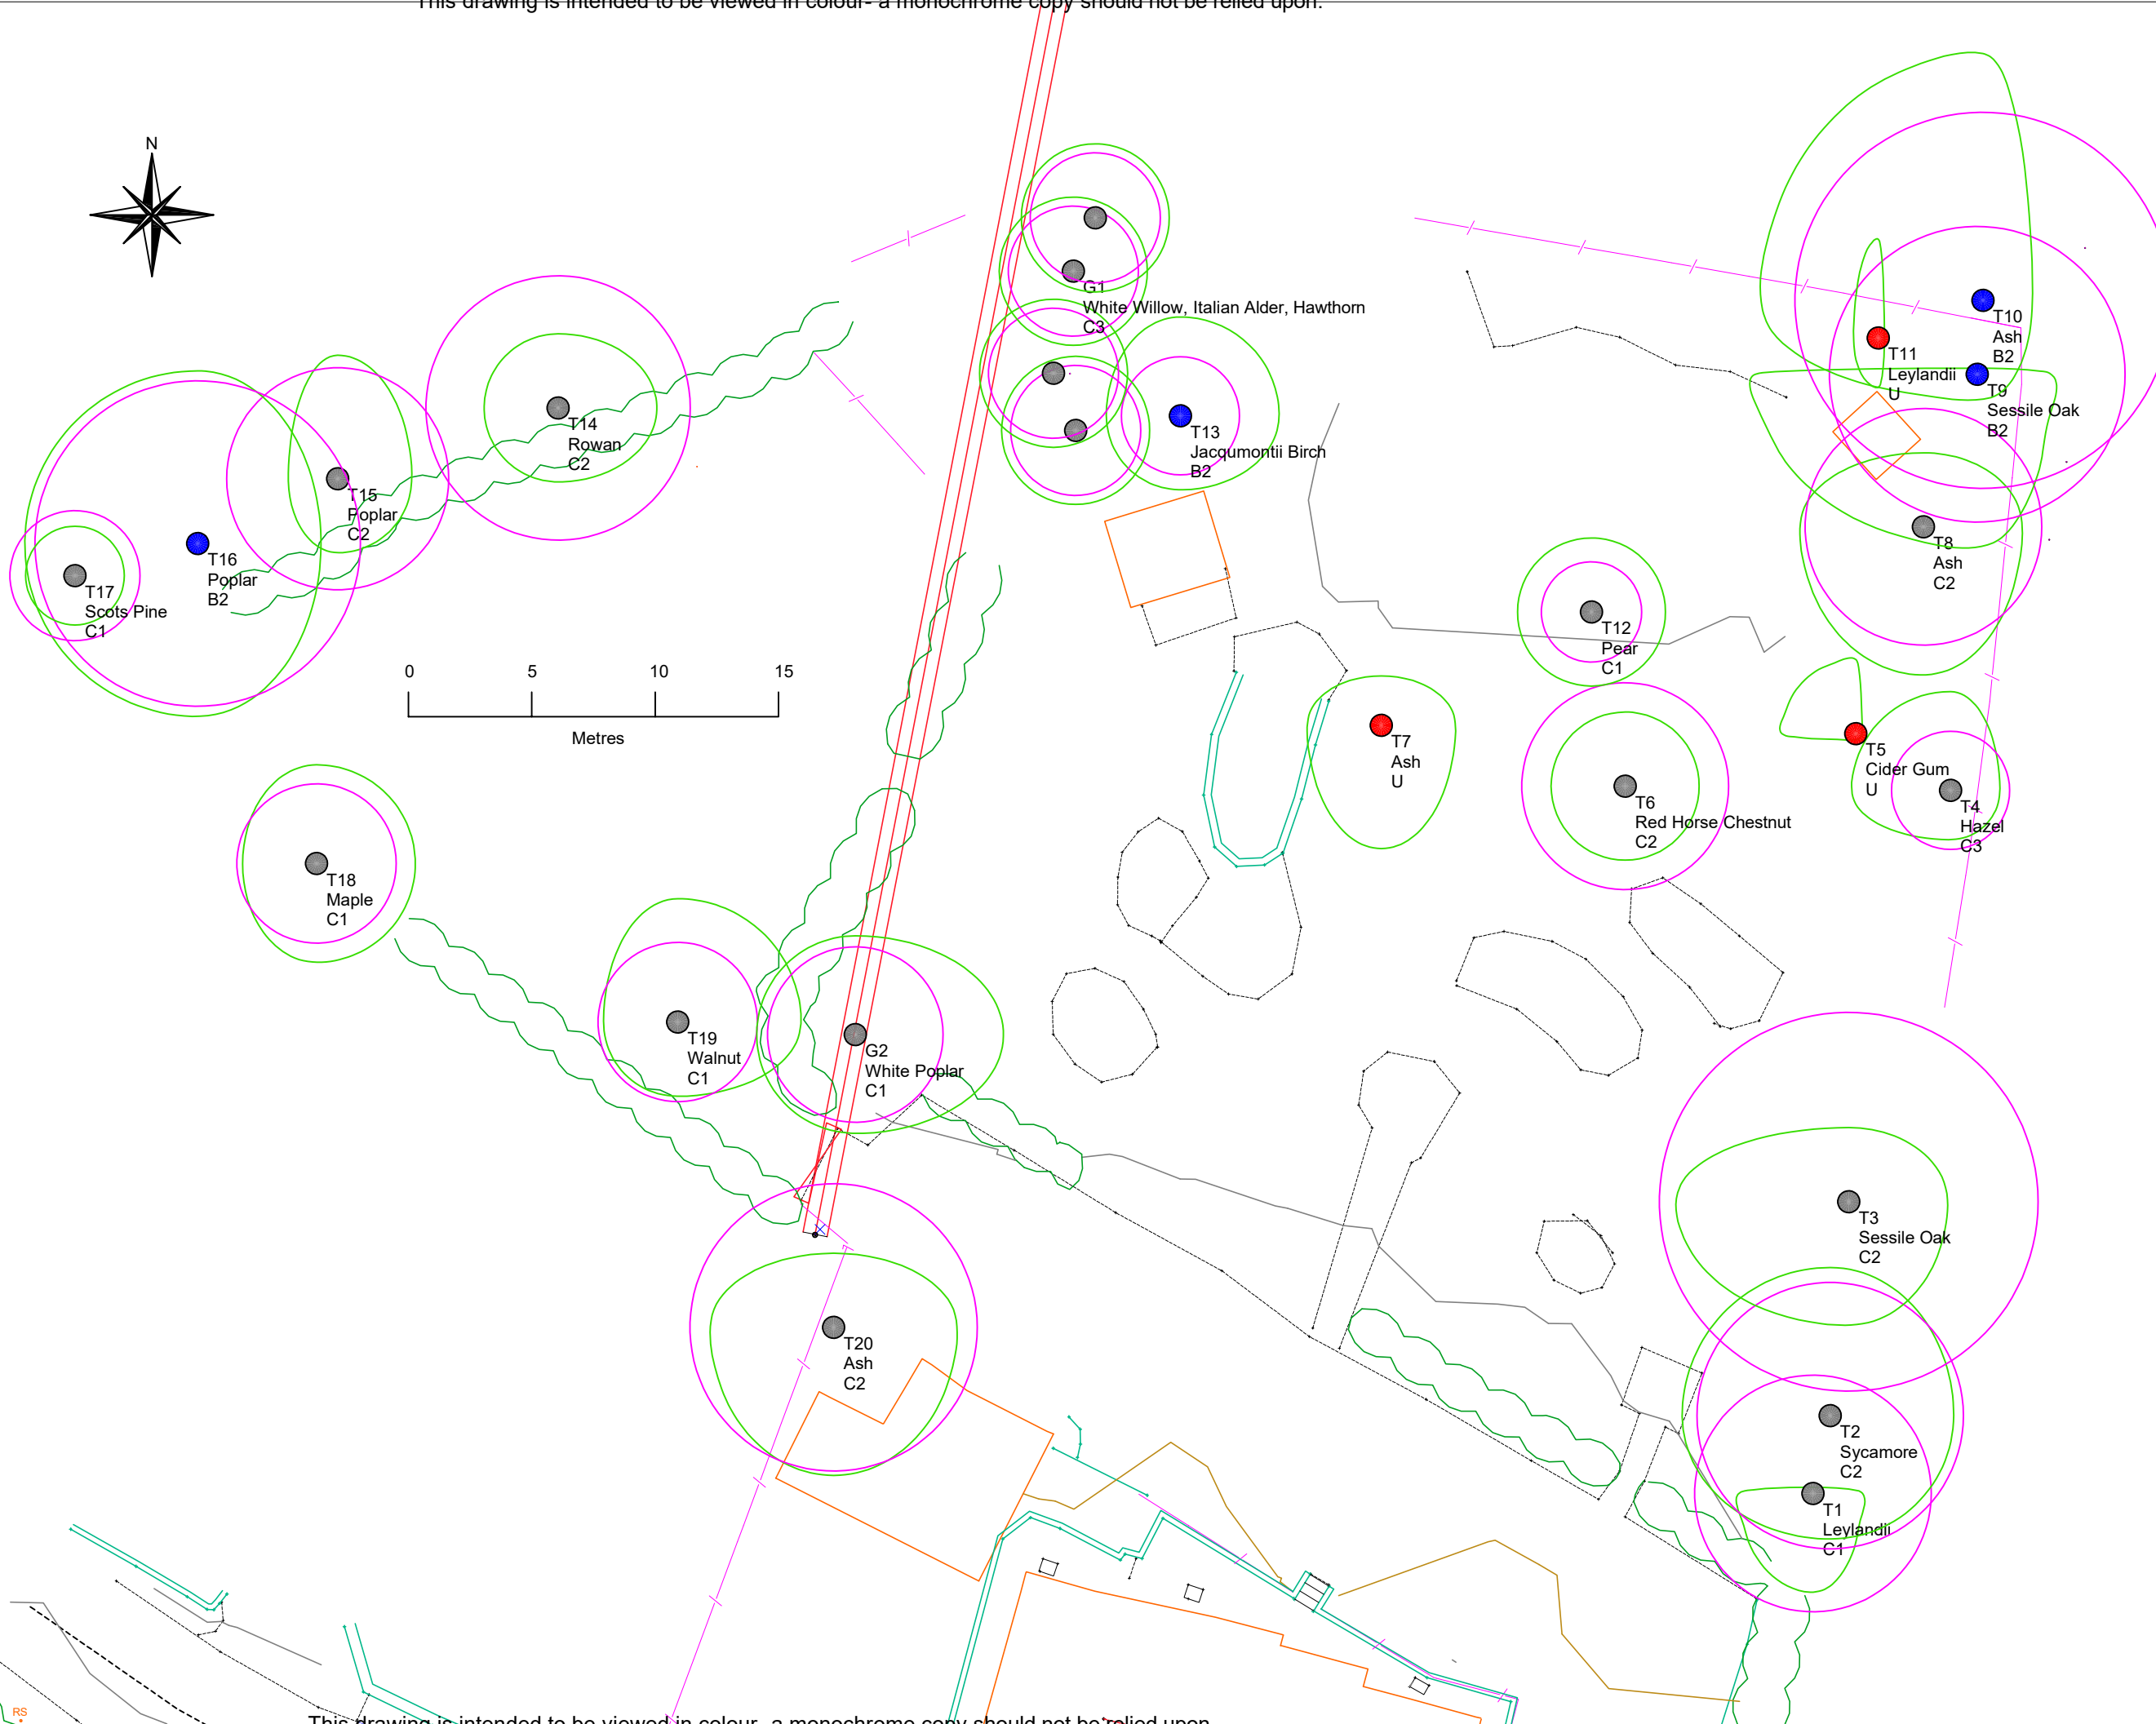 This drawing is intended to be viewed in colour- a monochrome copy should not be relied upon.
N
G1
White Willow, Italian Alder, Hawthorn
C3
T10
Ash
B2
T11
Leylandii
U
T9
Sessile Oak
B2
T13
Jacqumontii Birch
B2
T14
Rowan
C2
T15
Poplar
C2
T16
Poplar
B2
T17
Scots Pine
C1
T8
Ash
C2
T12
Pear
C1
0 5 10 15
Metres
T7
Ash
U
T5
Cider Gum
U
T6
Red Horse Chestnut
C2
T4
Hazel
C3
T18
Maple
C1
T19
Walnut
C1
G2
White Poplar
C1
T3
Sessile Oak
C2
T20
Ash
C2
T2
Sycamore
C2
T1
Leylandii
C1
RS
This drawing is intended to be viewed in colour- a monochrome copy should not be relied upon